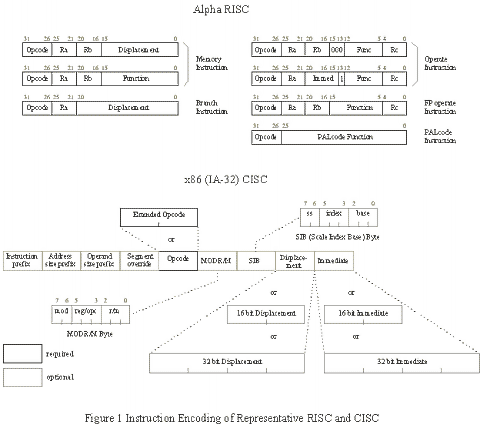 Alpha RISC
31 26 25 21 20 16 15 0
Opcode Ra Rb Displacement
Memory
Instruction
31 26 25 21 20 16 15 0
Opcode Ra Rb Function
31 26 25 21 20 0
Opcode Ra Displacement
Branch
Instruction
31 26 25 21 20 16 15 13 12 5 4 0
Opcode Ra Rb 000 Func Rc
Operate
Instruction
31 26 25 21 20 16 15 13 12 5 4 0
Opcode Ra Immed 1 Func Rc
31 26 25 21 20 16 15 5 4 0
Opcode Ra Rb Function Rc
FP operate
Instruction
31 26 25 0
Opcode PALcode Function
PALcode
Instruction
x86 (IA-32) CISC
7 6 5 3 2 0
ss index base
SIB (Scale Index Base) Byte
Extended Opcode
or
Instruction
prefix
Address
size prefix
Operand
size prefix
Segment
override
Opcode
MODR/M
SIB
Displace-
ment
Immediate
7 6 5 3 2 0
mod reg/opx r/m
MODR/M Byte
or
16 bit Displacement
or
32 bit Displacement
or
16 bit Immediate
or
32 bit Immediate
required
optional
Figure 1 Instruction Encoding of Representative RISC and CISC